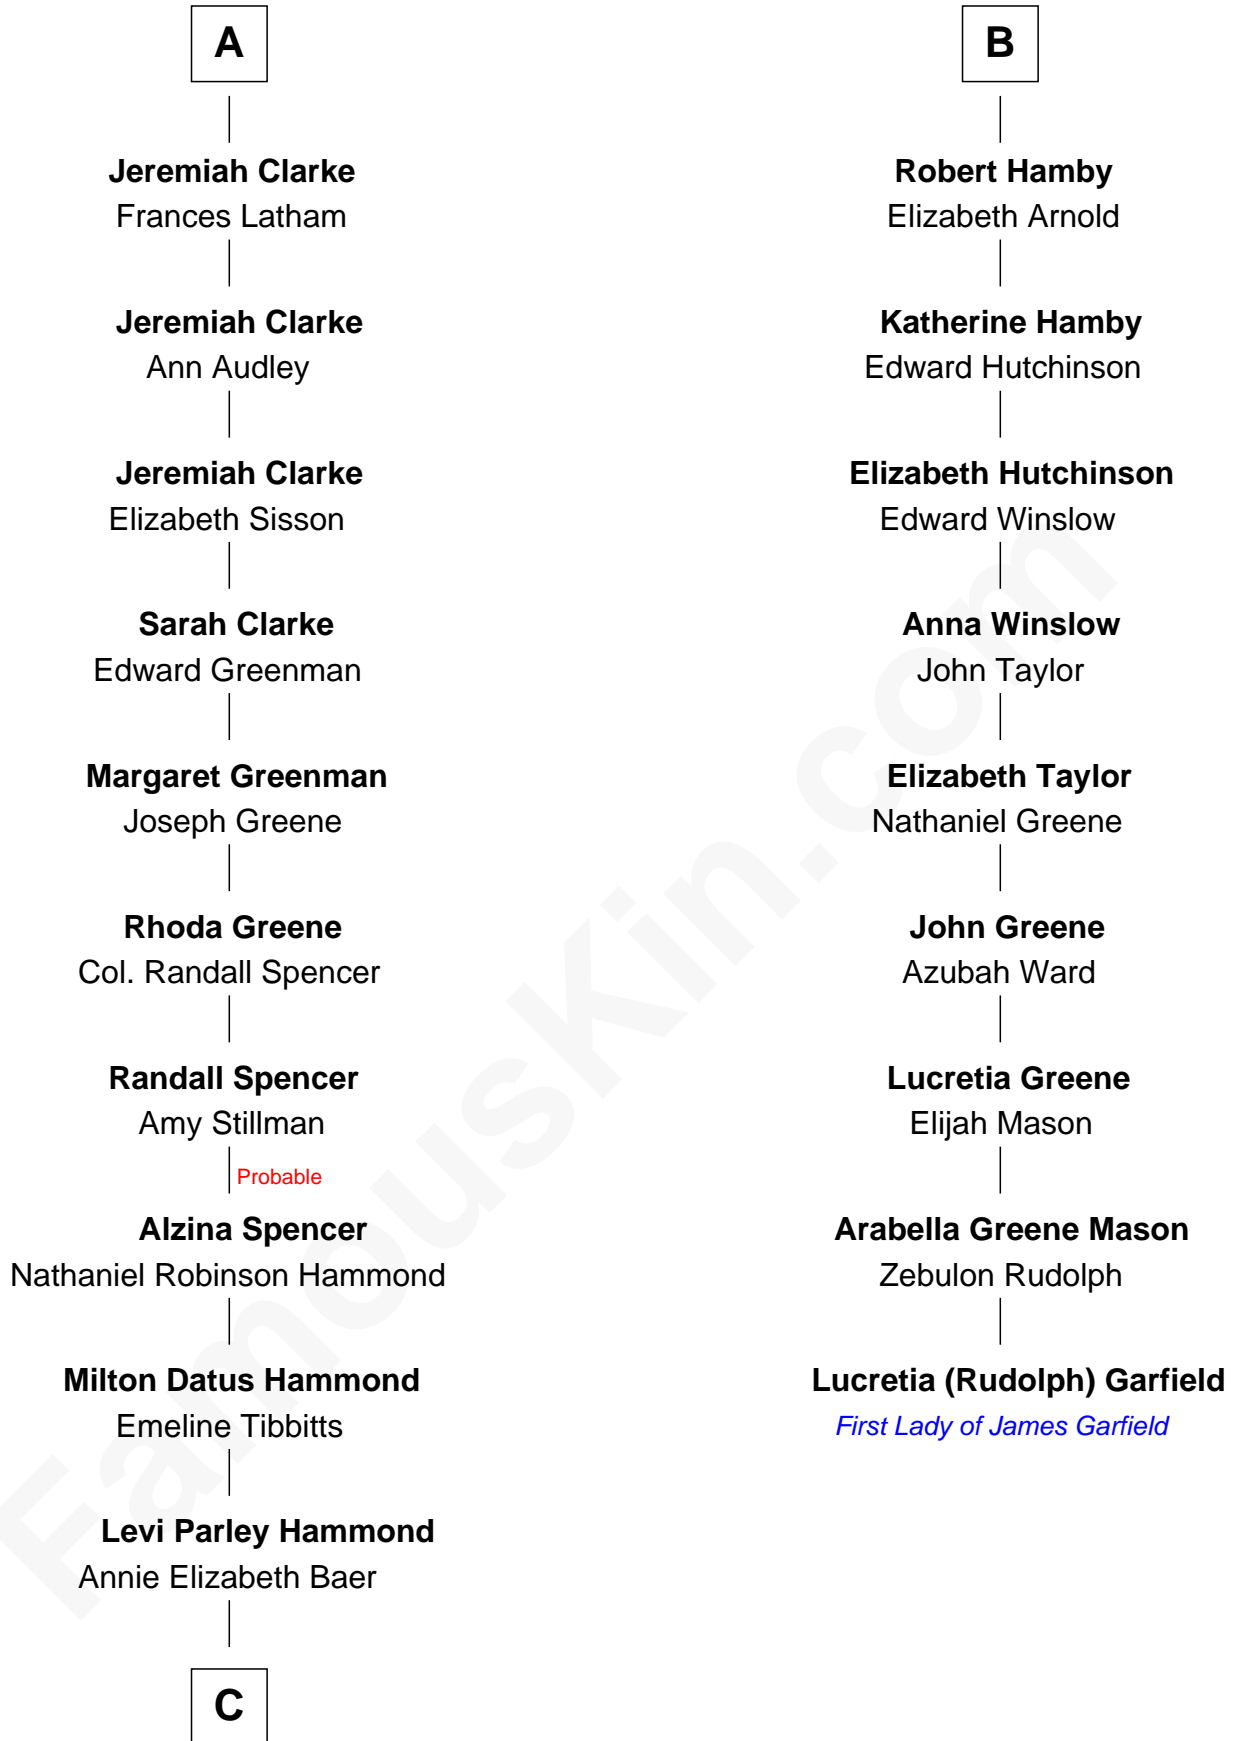 A
Jeremiah Clarke
Frances Latham
Jeremiah Clarke
Ann Audley
Jeremiah Clarke
Elizabeth Sisson
Sarah Clarke
Edward Greenman
Margaret Greenman
Joseph Greene
Rhoda Greene
Col. Randall Spencer
Randall Spencer
Amy Stillman
Probable
Alzina Spencer
Nathaniel Robinson Hammond
Milton Datus Hammond
Emeline Tibbitts
Levi Parley Hammond
Annie Elizabeth Baer
C
B
Robert Hamby
Elizabeth Arnold
Katherine Hamby
Edward Hutchinson
Elizabeth Hutchinson
Edward Winslow
Anna Winslow
John Taylor
Elizabeth Taylor
Nathaniel Greene
John Greene
Azubah Ward
Lucretia Greene
Elijah Mason
Arabella Greene Mason
Zebulon Rudolph
Lucretia (Rudolph) Garfield
First Lady of James Garfield
FamousKin.com